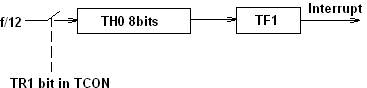 Interrupt
f/12
TH0 8bits
TF1
TR1 bit in TCON